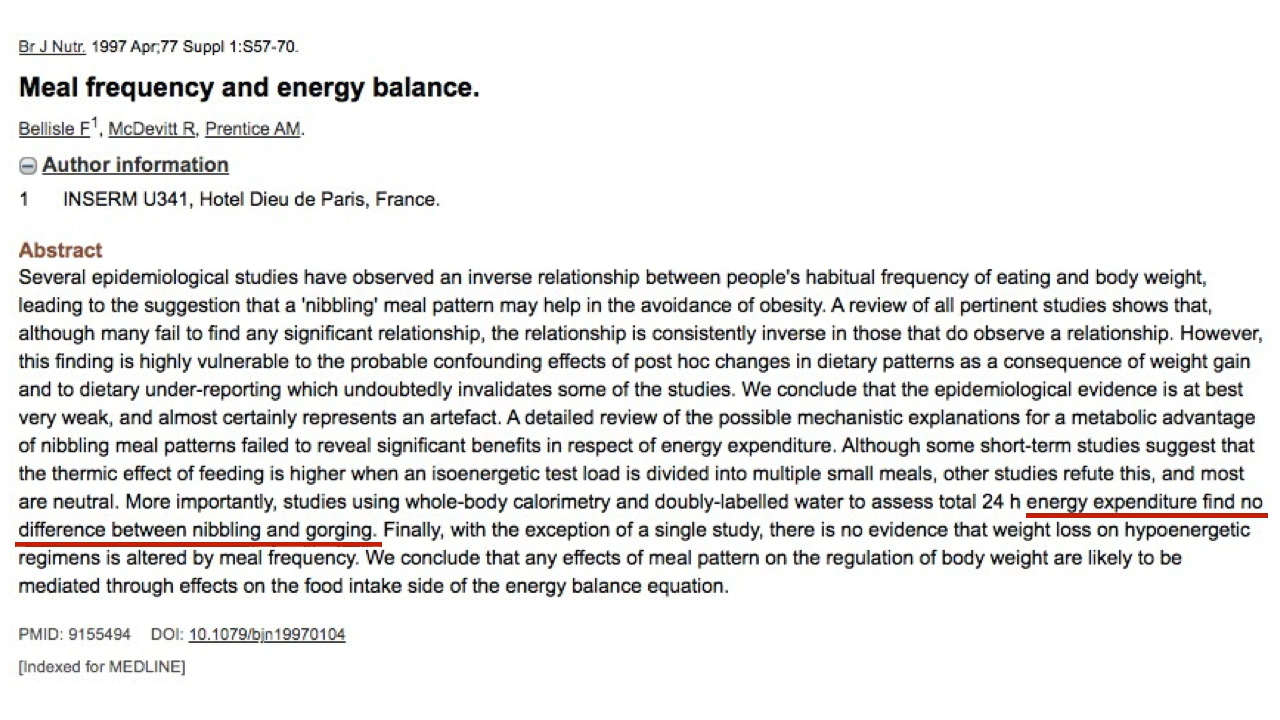 Br J Nutr. 1997 Apr;77 Suppl 1:S57-70.
Meal frequency and energy balance.
Bellisle F1, McDevitt R, Prentice AM.
Author information
1 INSERM U341, Hotel Dieu de Paris, France.
Abstract
Several epidemiological studies have observed an inverse relationship between people's habitual frequency of eating and body weight,
leading to the suggestion that a 'nibbling' meal pattern may help in the avoidance of obesity. A review of all pertinent studies shows that,
although many fail to find any significant relationship, the relationship is consistently inverse in those that do observe a relationship. However,
this finding is highly vulnerable to the probable confounding effects of post hoc changes in dietary patterns as a consequence of weight gain
and to dietary under-reporting which undoubtedly invalidates some of the studies. We conclude that the epidemiological evidence is at best
very weak, and almost certainly represents an artefact. A detailed review of the possible mechanistic explanations for a metabolic advantage
of nibbling meal patterns failed to reveal significant benefits in respect of energy expenditure. Although some short-term studies suggest that
the thermic effect of feeding is higher when an isoenergetic test load is divided into multiple small meals, other studies refute this, and most
are neutral. More importantly, studies using whole-body calorimetry and doubly-labelled water to assess total 24 h energy expenditure find no
difference between nibbling and gorging. Finally, with the exception of a single study, there is no evidence that weight loss on hypoenergetic
regimens is altered by meal frequency. We conclude that any effects of meal pattern on the regulation of body weight are likely to be
mediated through effects on the food intake side of the energy balance equation.
PMID: 9155494 DOI: 10.1079/bjn19970104
[Indexed for MEDLINE]